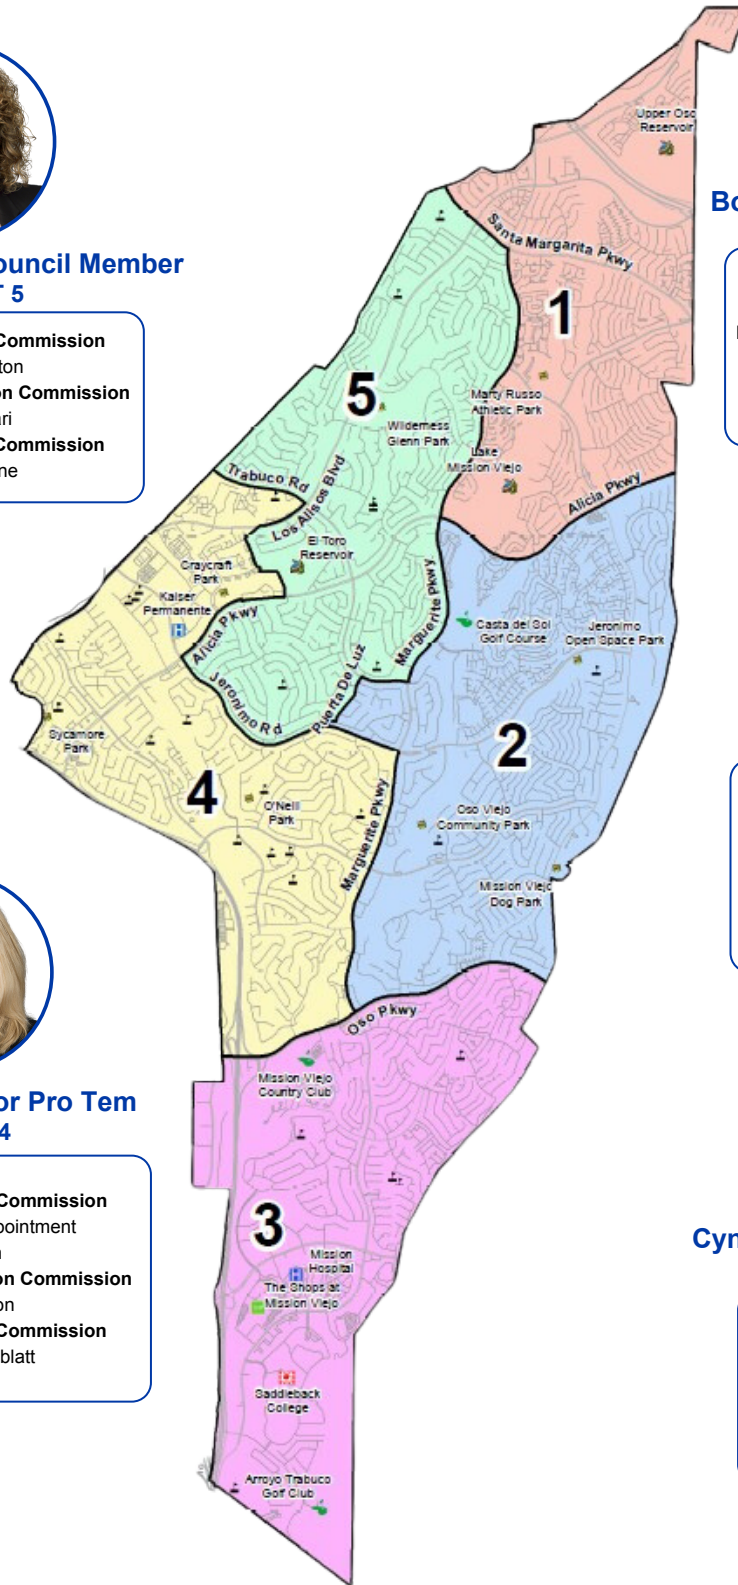 Upper Oso
Reservoir
Bo
Santa Margarita Pkwy
ouncil Member
T 5
1
Commission
ton
on Commission
ari
Commission
ne
5
Marty Russo
Athletic Park
Wilderness
Glenn Park
Lake
Mission Viejo
Trabuco Rd
Los Alisos Blvd
Alicia Pkwy
El Toro
Reservoir
Craycraft
Park
Kaiser
Permanente
Alicia Pkwy
Marguerite Pkwy
Casta del Sol
Golf Course
Jeronimo
Open Space Park
Jeronimo Rd
Puerta De Luz
Sycamore
Park
2
4
O'Neill
Park
Marguerite Pkwy
Oso Viejo
Community Park
Mission Viejo
Dog Park
Oso Pkwy
Mission Viejo
Country Club
or Pro Tem
4
Commission
pointment
n
on Commission
on
Commission
blatt
3
Cyn
Mission
Hospital
The Shops at
Mission Viejo
Saddleback
College
Arroyo Trabuco
Golf Club